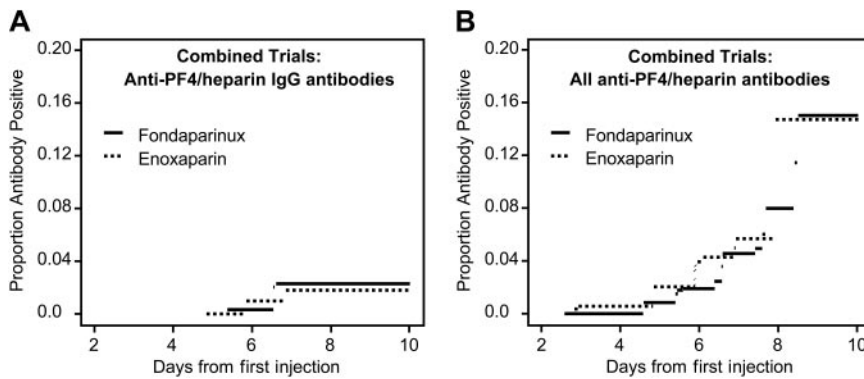 A
Combined Trials:
Anti-PF4/heparin IgG antibodies
Proportion Antibody Positive
0.20
0.16
0.12
0.08
0.04
0.0
Fondaparinux
Enoxaparin
2 4 6 8 10
Days from first injection
B
Combined Trials:
All anti-PF4/heparin antibodies
Proportion Antibody Positive
0.20
0.16
0.12
0.08
0.04
0.0
Fondaparinux
Enoxaparin
2 4 6 8 10
Days from first injection